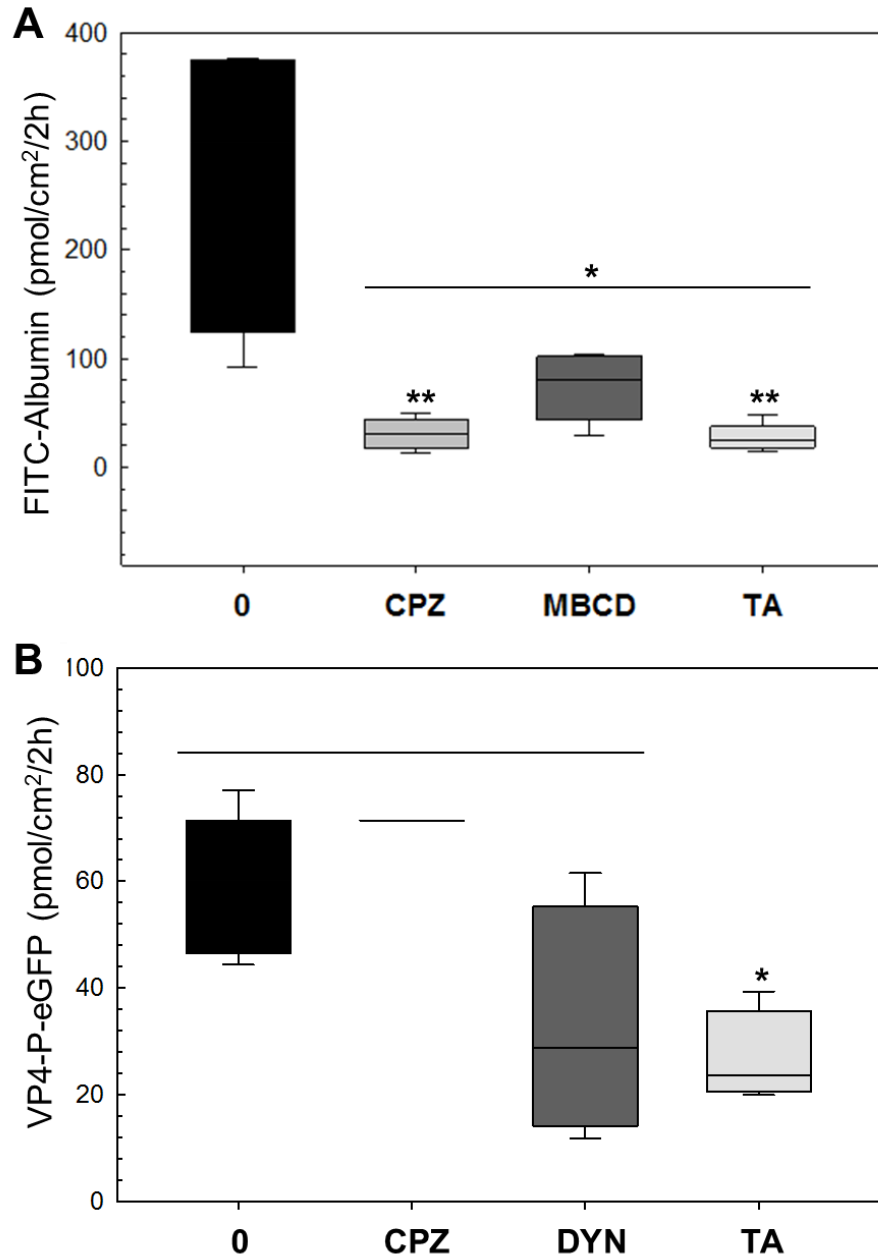 A
FITC-Albumin (pmol/cm²/2h)
400
300
200
100
0
*
**
**
0 CPZ MBCD TA
B
VP4-P-eGFP (pmol/cm²/2h)
100
80
60
40
20
0
*
0 CPZ DYN TA